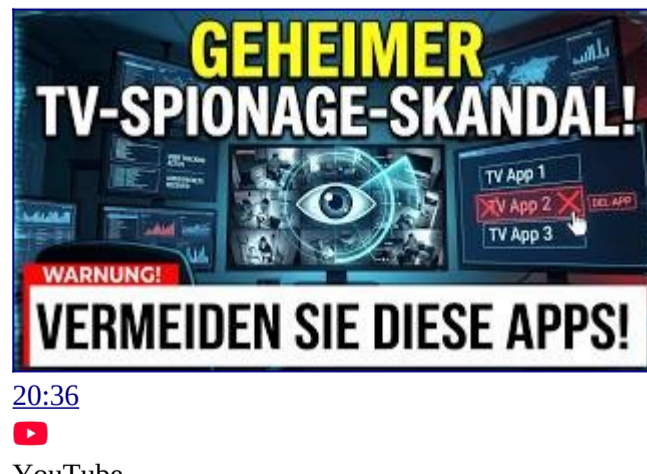 GEHEIMER
TV-SPIONAGE-SKANDAL!
TV App 1
TV App 2
DEL APP
TV App 3
WARNUNG!
VERMEIDEN SIE DIESE APPS!
20:36
YouTube